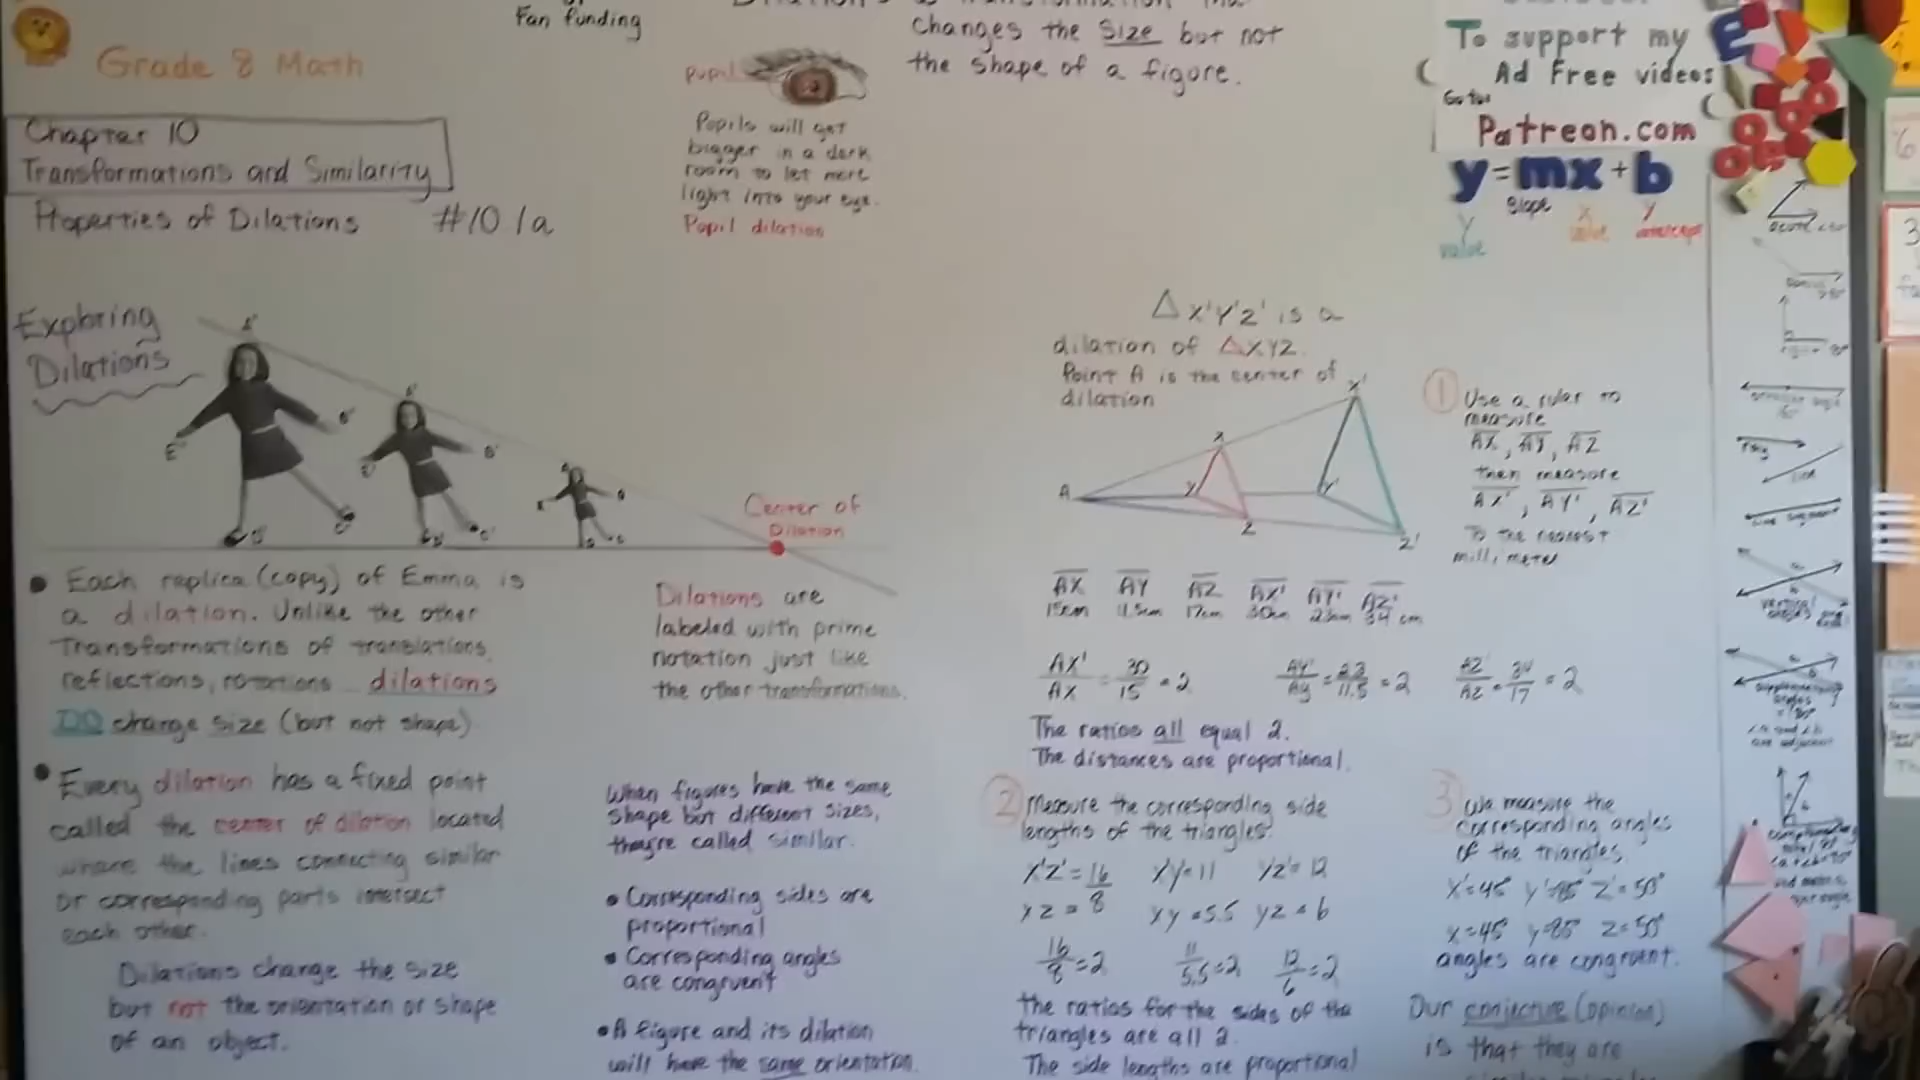 Fan funding
changes the size but not
the shape of a figure.
Grade 8 Math
Chapter 10
Transformations and Similarity
Properties of Dilations #10 1a
pupil
Pupils will get
bigger in a dark
room to let more
light into your eye.
Pupil dilation
To support my
Ad Free videos
Go to:
Patreon.com
y=mx+b
Slope
y value
x value
y intercept
Exploring
Dilations
Center of
Dilation
Each replica (copy) of Emma is
a dilation. Unlike the other
Transformations of translations,
reflections, rotations dilations
DO change size (but not shape).
Every dilation has a fixed point
called the center of dilation located
where the lines connecting similar
or corresponding parts intersect
each other.
Dilations change the size
but not the orientation or shape
of an object.
Dilations are
labeled with prime
notation just like
the other transformations.
When figures have the same
shape but different sizes,
they're called similar.
Corresponding sides are
proportional
Corresponding angles
are congruent
A figure and its dilation
will have the same orientation.
△X'Y'Z' is a
dilation of △XYZ.
Point A is the center of
dilation
A X Y Z X' Y' Z'
1 Use a ruler to
measure
AX, AY, AZ
then measure
AX', AY', AZ'
To the nearest
millimeter
AX AY AZ AX' AY' AZ'
15cm 11.5cm 17cm 30cm 23cm 34 cm
AX'/AX = 30/15 = 2 AY'/AY = 23/11.5 = 2 AZ'/AZ = 34/17 = 2
The ratios all equal 2.
The distances are proportional.
2 Measure the corresponding side
lengths of the triangles.
X'Z' = 16 X'Y' = 11 Y'Z' = 12
XZ = 8 XY = 5.5 YZ = 6
16/8 = 2 11/5.5 = 2 12/6 = 2
The ratios for the sides of the
triangles are all 2.
The side lengths are proportional
3 We measure the
corresponding angles
of the triangles.
X'=45° Y'=85° Z'=50°
X=45° Y=85° Z=50°
angles are congruent.
Our conjecture (opinion)
is that they are